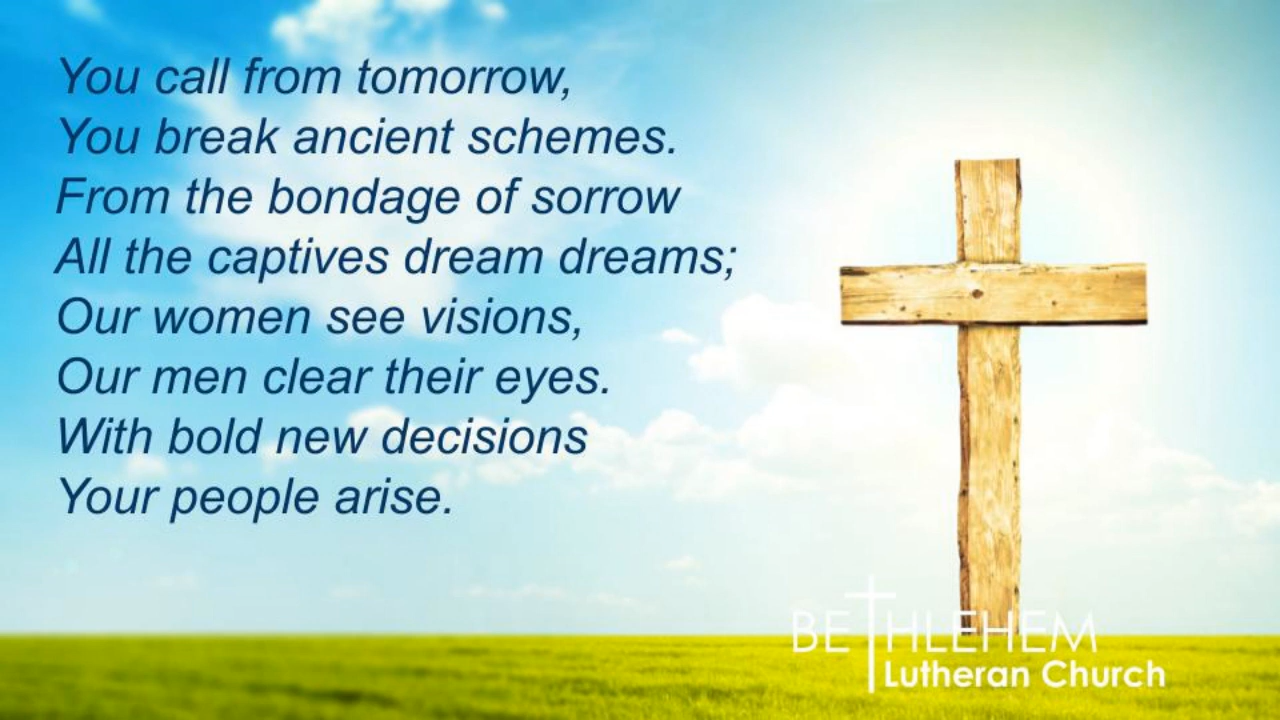 You call from tomorrow,
You break ancient schemes.
From the bondage of sorrow
All the captives dream dreams;
Our women see visions,
Our men clear their eyes.
With bold new decisions
Your people arise.
BETHLEHEM
Lutheran Church